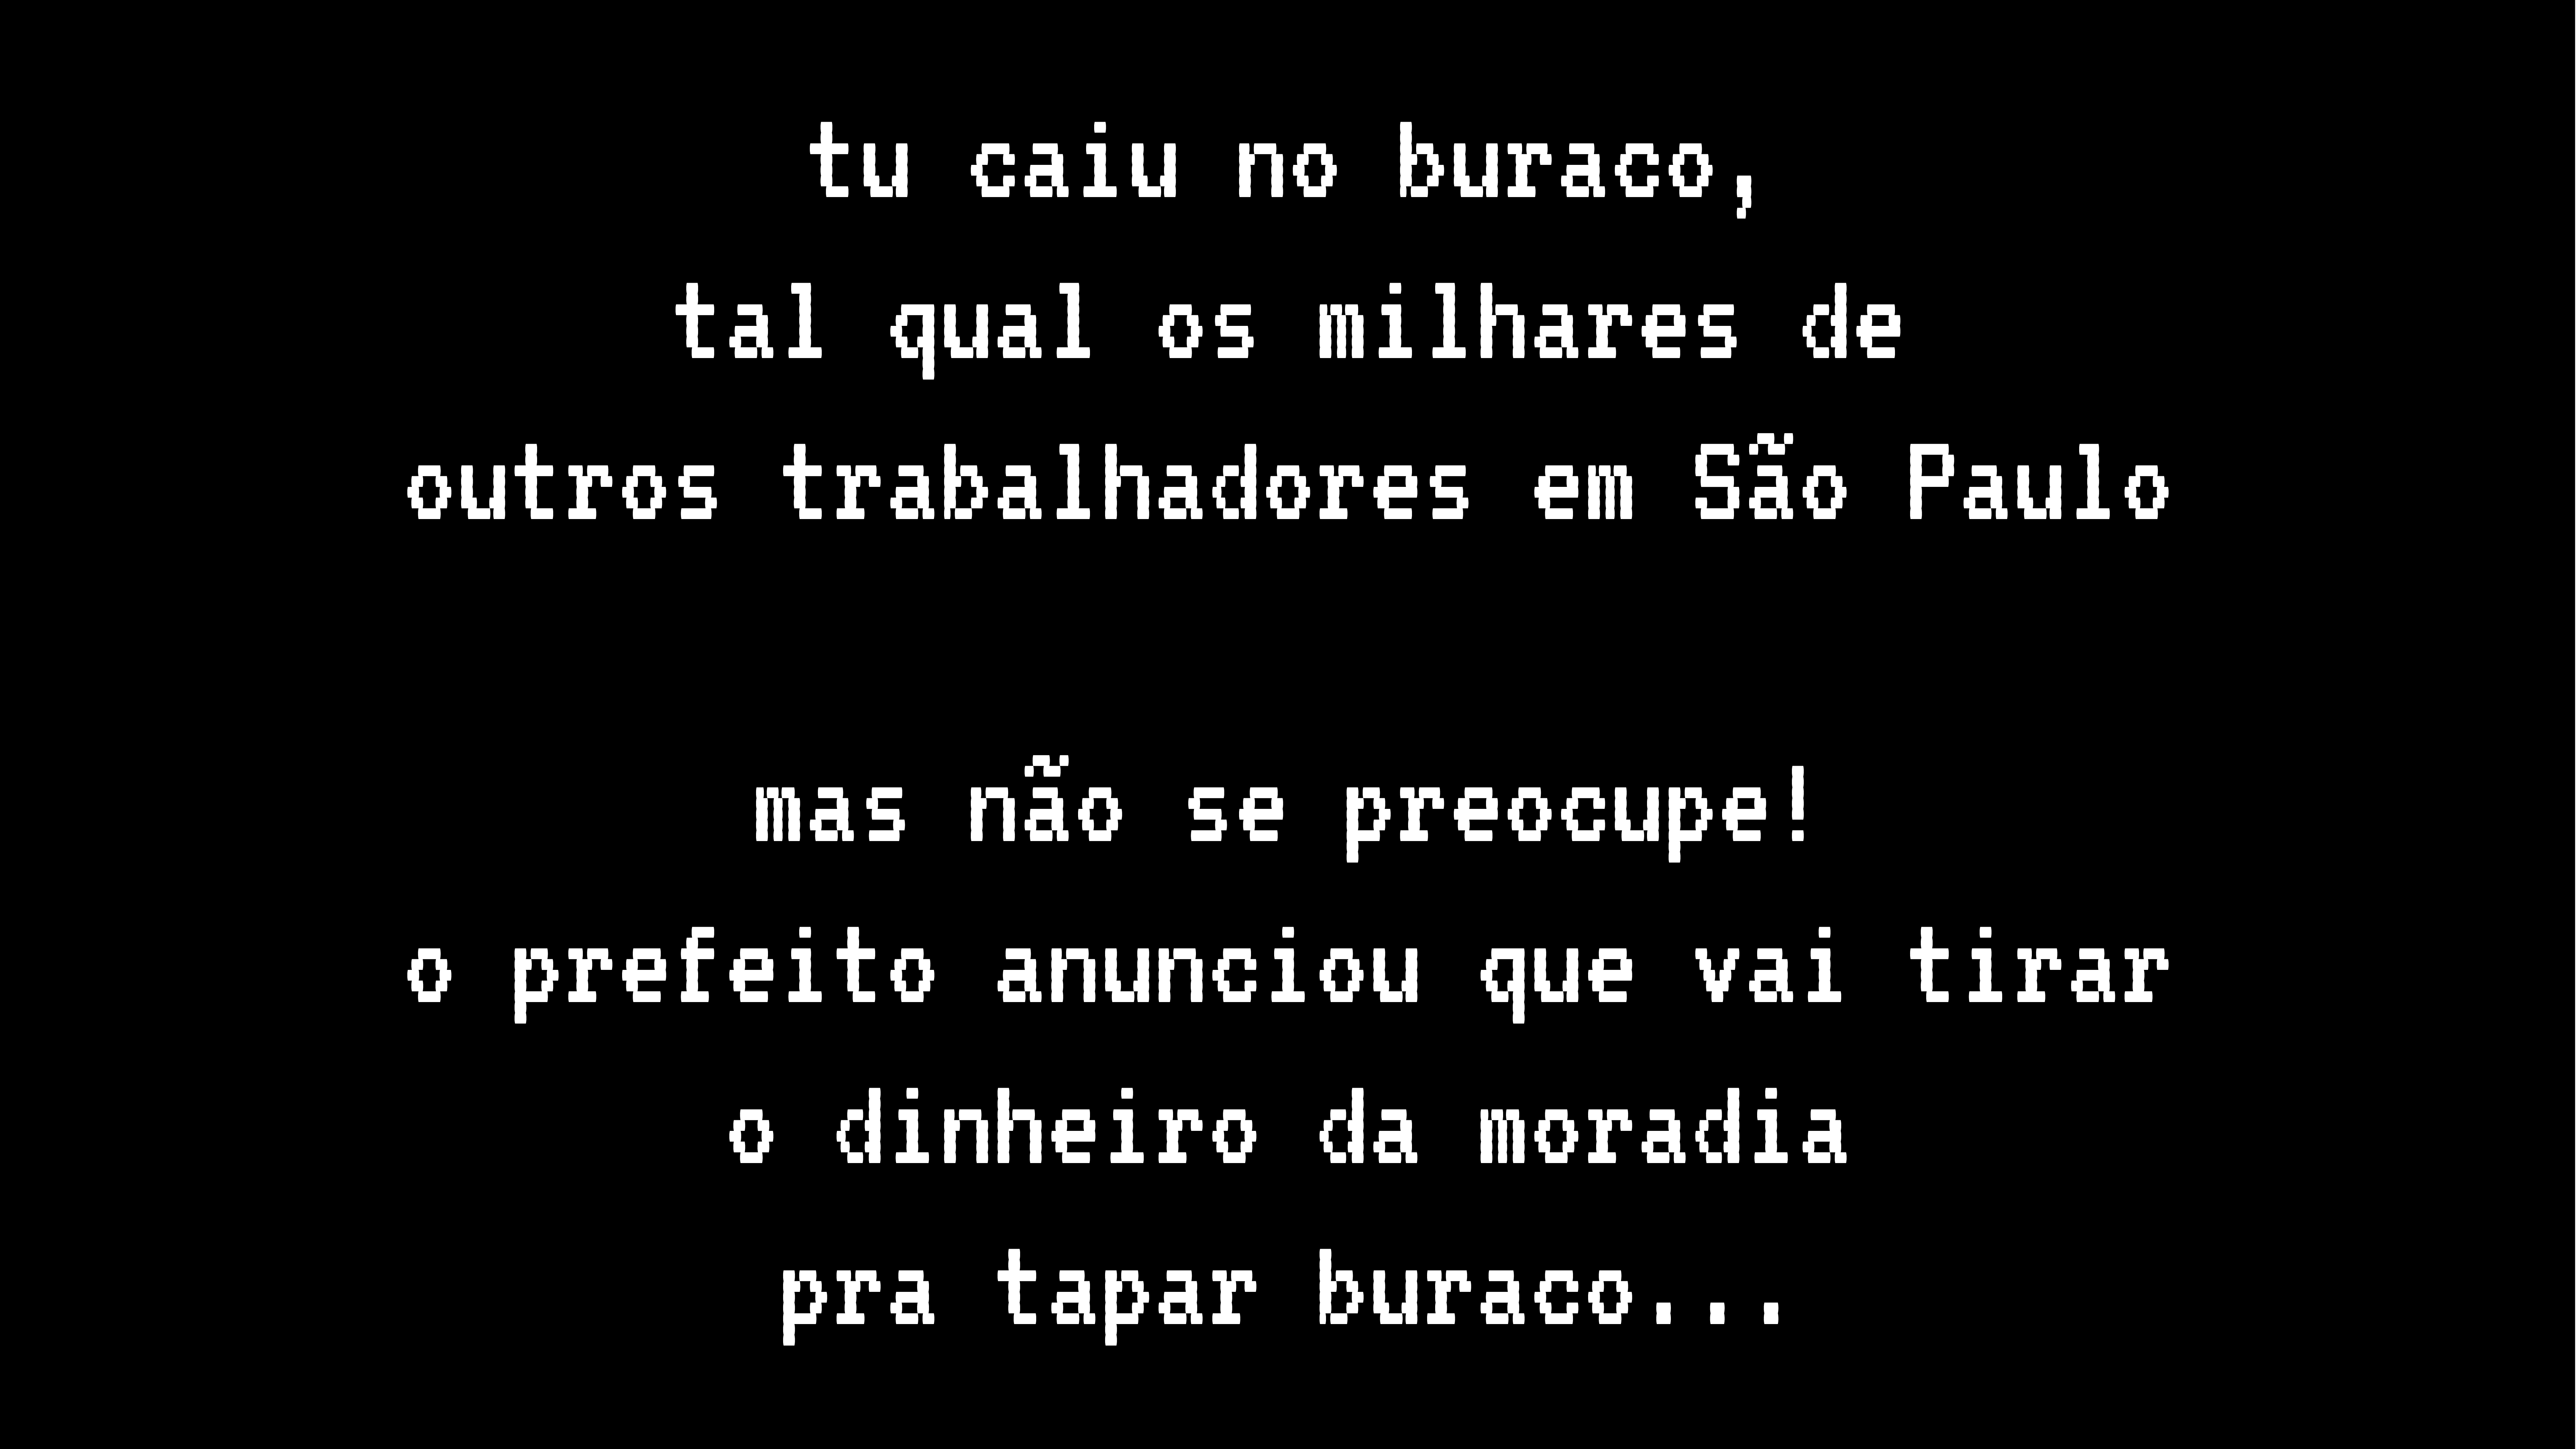 tu caiu no buraco,
tal qual os milhares de
outros trabalhadores em São Paulo
mas não se preocupe!
o prefeito anunciou que vai tirar
o dinheiro da moradia
pra tapar buraco...